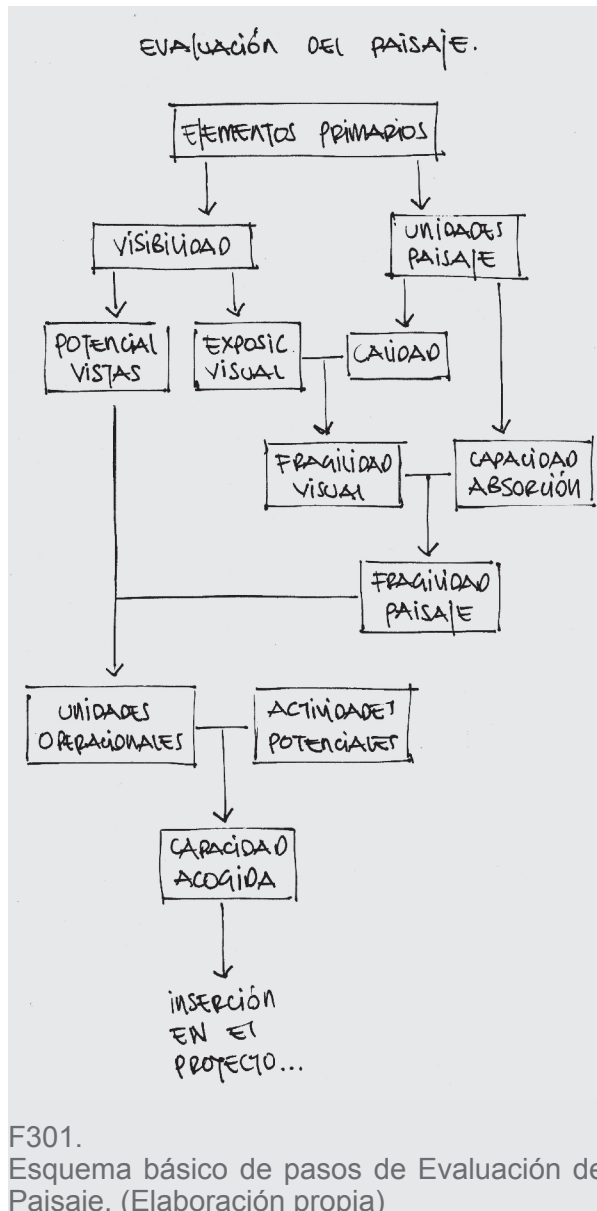 EVALUACIÓN DEL PAISAJE.
ELEMENTOS PRIMARIOS
VISIBILIDAD
UNIDADES
PAISAJE
POTENCIAL
VISTAS
EXPOSIC.
VISUAL
CALIDAD
FRAGILIDAD
VISUAL
CAPACIDAD
ABSORCIÓN
FRAGILIDAD
PAISAJE
UNIDADES
OPERACIONALES
ACTIVIDADES
POTENCIALES
CAPACIDAD
ACOGIDA
INSERCIÓN
EN EL
PROYECTO...
F301.
Esquema básico de pasos de Evaluación de
Paisaje. (Elaboración propia)